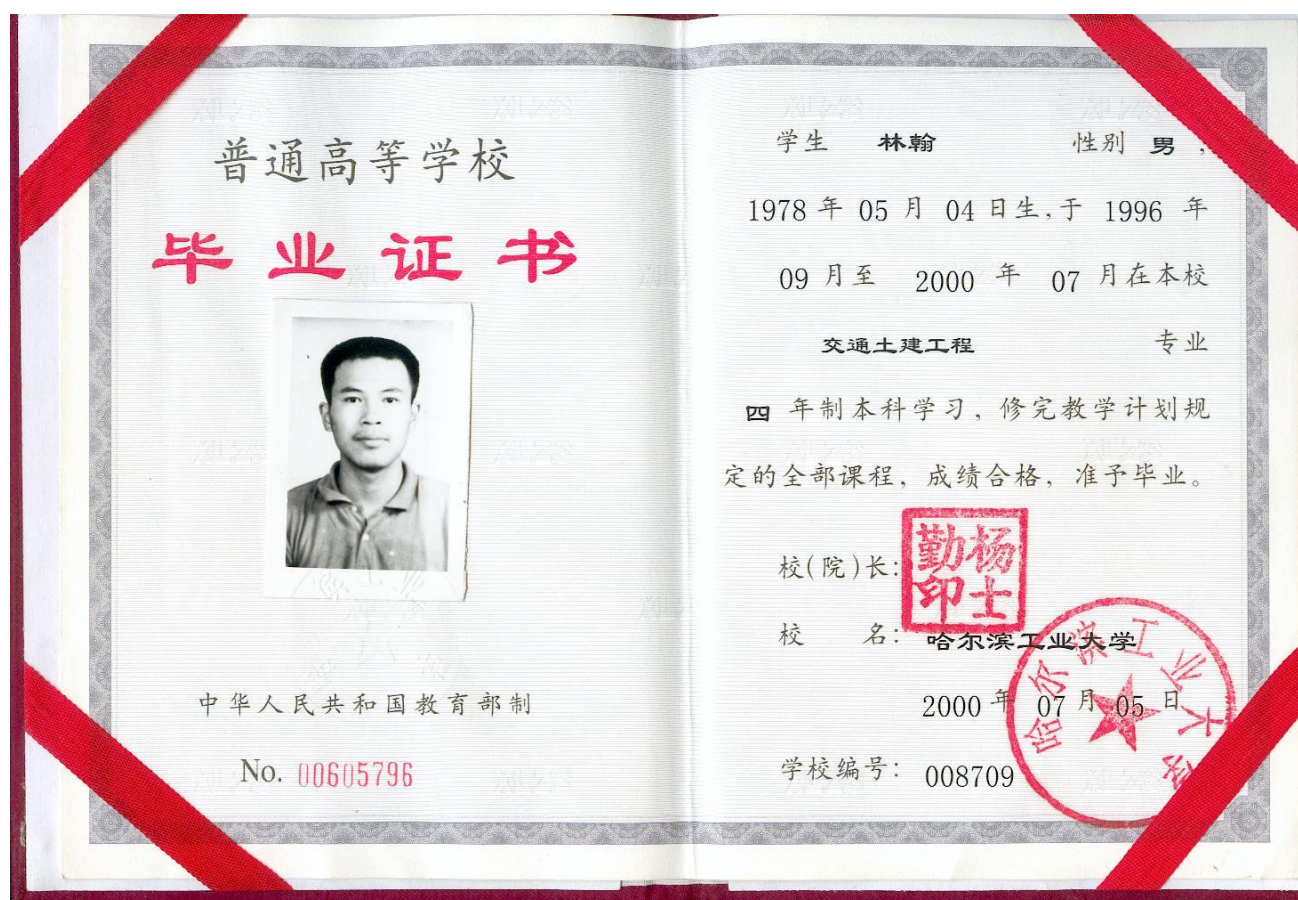 普通高等学校
毕业证书
中华人民共和国教育部制
No. 00605796
学生 林翰 性别 男,
1978 年 05 月 04 日生,于 1996 年
09 月至 2000 年 07 月在本校
交通土建工程 专业
四 年制本科学习, 修完教学计划规
定的全部课程, 成绩合格, 准予毕业。
校(院)长:
杨士勤印
校 名: 哈尔滨工业大学
2000 年 07 月 05 日
哈尔滨工业大学
学校编号: 008709